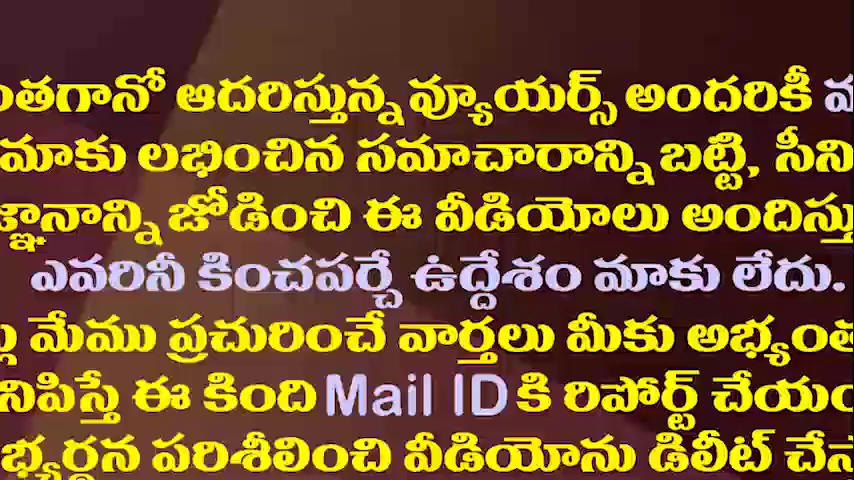 ంతగానో ఆదరిస్తున్న వ్యూయర్స్ అందరికీ
మాకు లభించిన సమాచారాన్ని బట్టి, సీని
జ్ఞానాన్ని జోడించి ఈ వీడియోలు అందిస్తు
ఎవరినీ కించపర్చే ఉద్దేశం మాకు లేదు.
మేము ప్రచురించే వార్తలు మీకు అభ్యంత
నిపిస్తే ఈ కింది Mail ID కి రిపోర్ట్ చేయం
భ్యర్థన పరిశీలించి వీడియోను డిలీట్ చేస